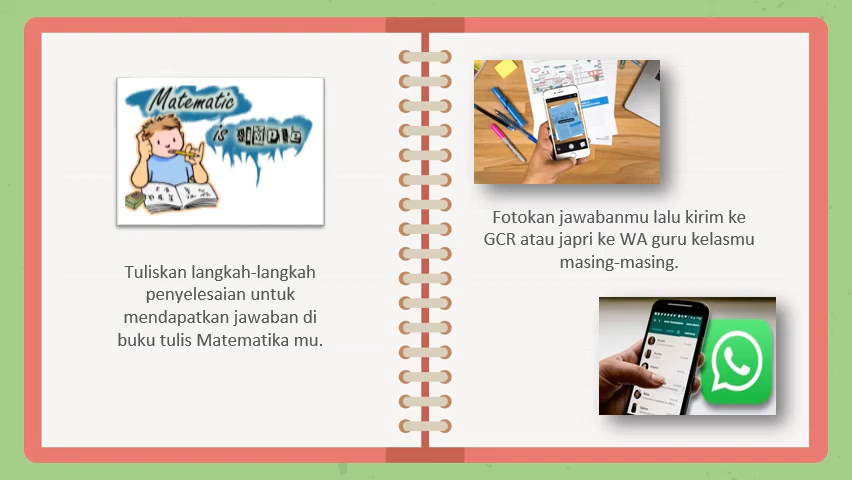 Matematic
is simple
Tuliskan langkah-langkah
penyelesaian untuk
mendapatkan jawaban di
buku tulis Matematika mu.
Fotokan jawabanmu lalu kirim ke
GCR atau japri ke WA guru kelasmu
masing-masing.